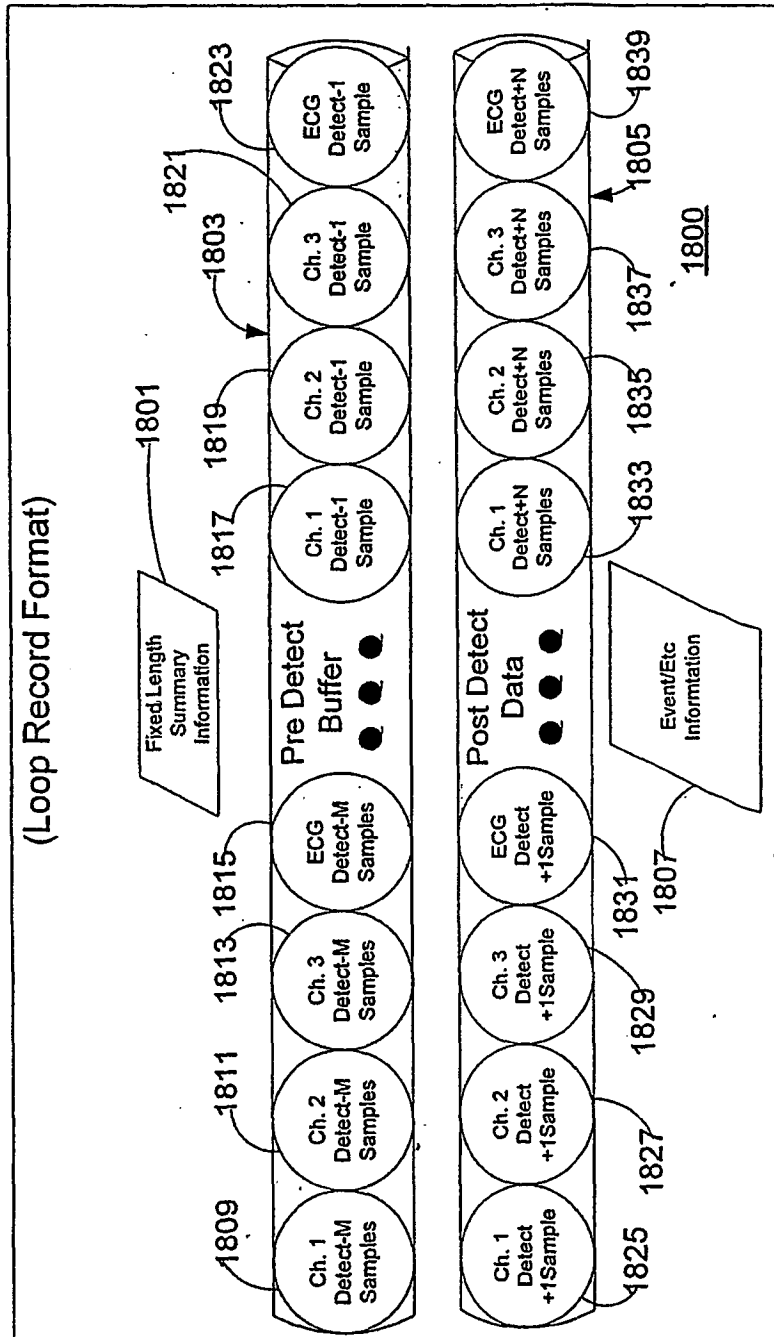 (Loop Record Format)
1801
Fixed Length
Summary
Information
1809
1811
1813
1815
1817
1819
1803
1821
1823
Ch. 1
Detect-M
Samples
Ch. 2
Detect-M
Samples
Ch. 3
Detect-M
Samples
ECG
Detect-M
Samples
Pre Detect
Buffer
Ch. 1
Detect-1
Sample
Ch. 2
Detect-1
Sample
Ch. 3
Detect-1
Sample
ECG
Detect-1
Sample
Ch. 1
Detect
+1Sample
Ch. 2
Detect
+1Sample
Ch. 3
Detect
+1Sample
ECG
Detect
+1Sample
Post Detect
Data
Ch. 1
Detect+N
Samples
Ch. 2
Detect+N
Samples
Ch. 3
Detect+N
Samples
ECG
Detect+N
Samples
1825
1827
1829
1831
1807
Event/Etc
Informtation
1833
1835
1837
1805
1839
1800